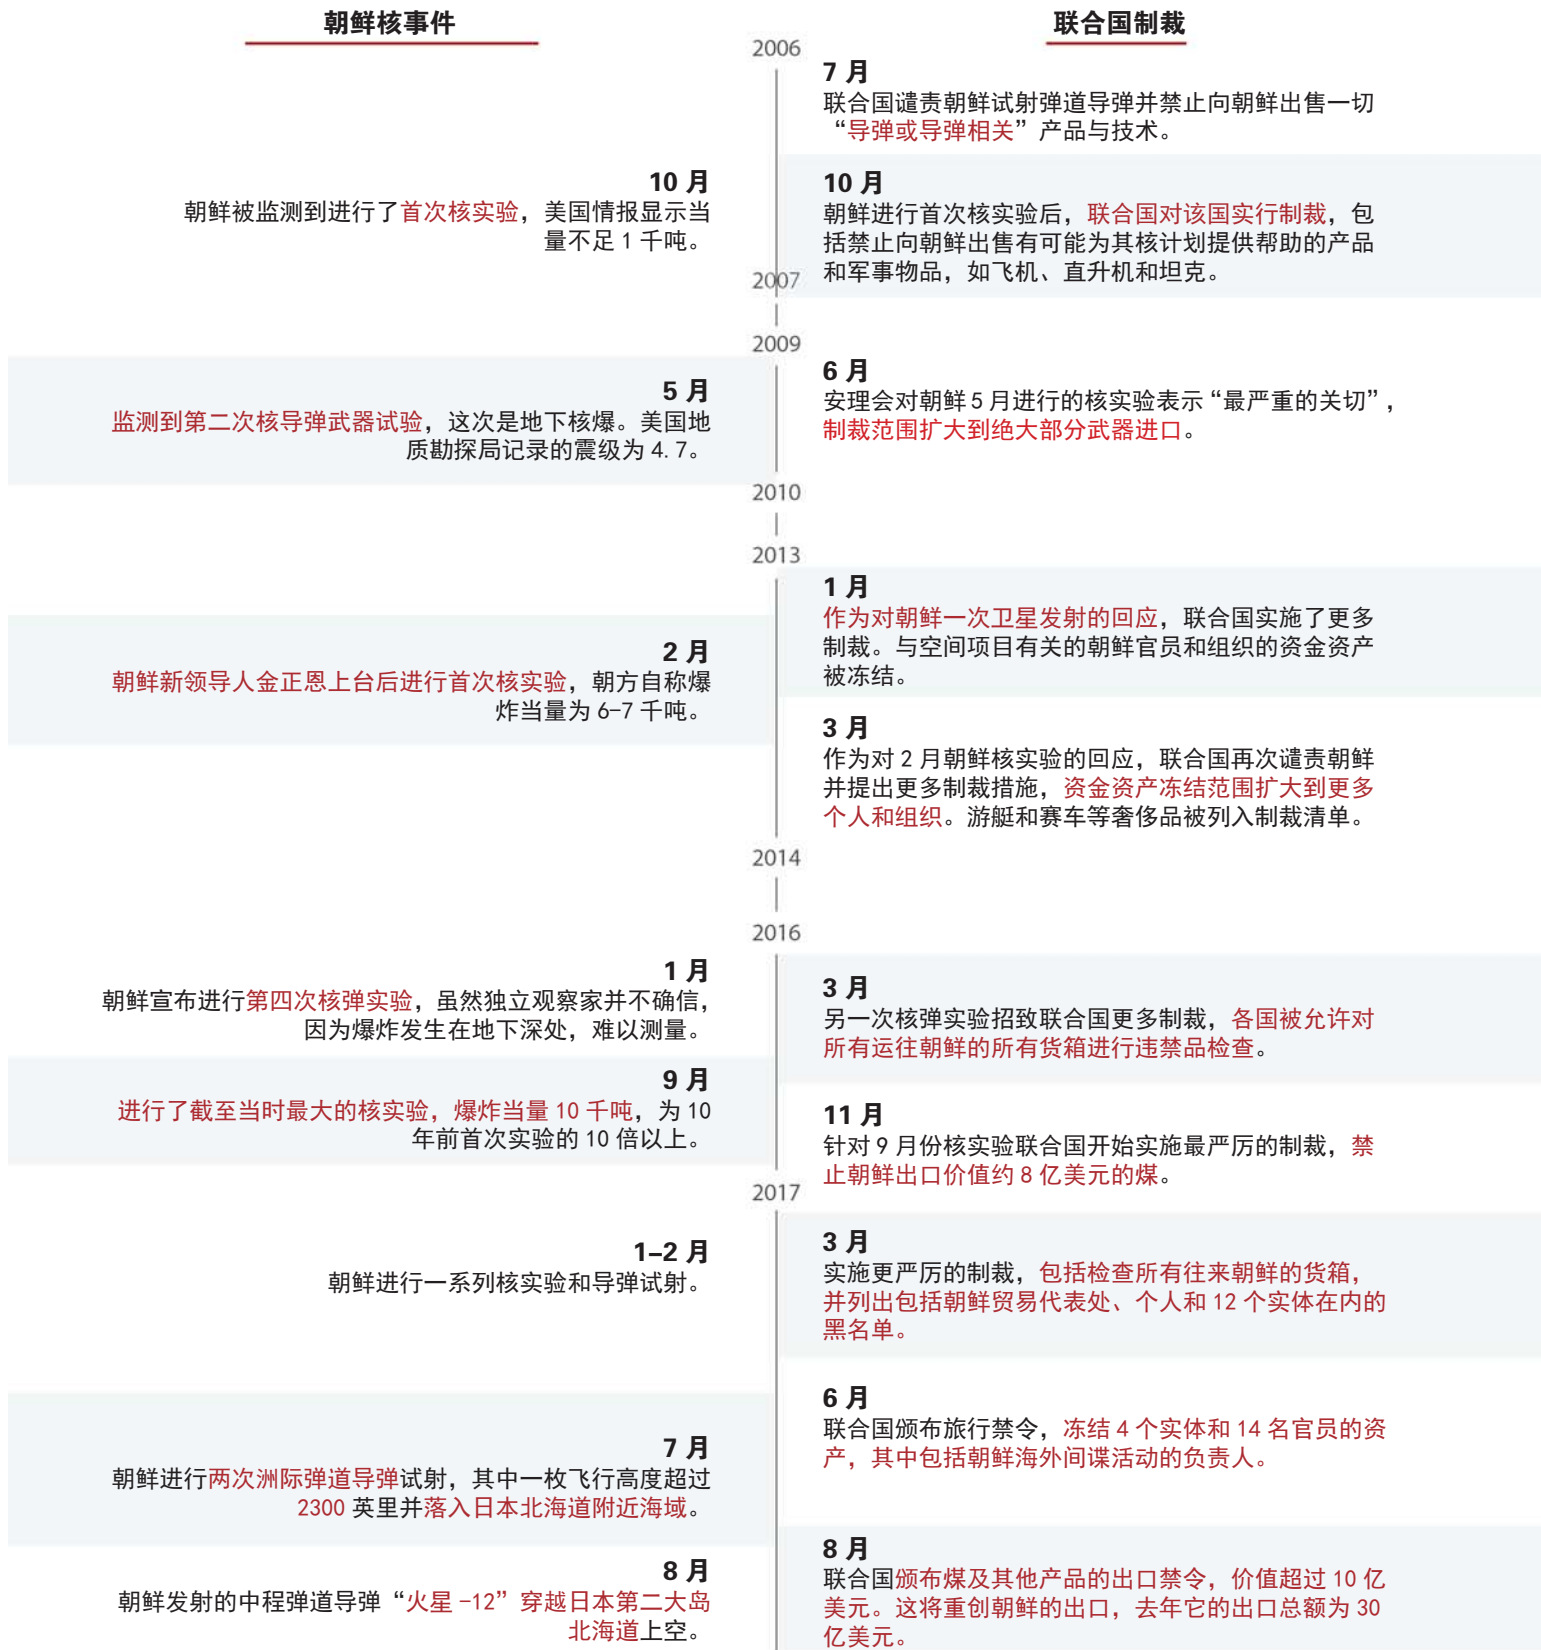 朝鲜核事件
联合国制裁
2006
7 月
联合国谴责朝鲜试射弹道导弹并禁止向朝鲜出售一切
“导弹或导弹相关”产品与技术。
10 月
朝鲜被监测到进行了首次核实验，美国情报显示当
量不足 1 千吨。
10 月
朝鲜进行首次核实验后，联合国对该国实行制裁，包
括禁止向朝鲜出售有可能为其核计划提供帮助的产品
和军事物品，如飞机、直升机和坦克。
2007
2009
5 月
监测到第二次核导弹武器试验，这次是地下核爆。美国地
质勘探局记录的震级为 4.7。
6 月
安理会对朝鲜 5 月进行的核实验表示“最严重的关切”，
制裁范围扩大到绝大部分武器进口。
2010
2013
1 月
作为对朝鲜一次卫星发射的回应，联合国实施了更多
制裁。与空间项目有关的朝鲜官员和组织的资金资产
被冻结。
2 月
朝鲜新领导人金正恩上台后进行首次核实验，朝方自称爆
炸当量为 6-7 千吨。
3 月
作为对 2 月朝鲜核实验的回应，联合国再次谴责朝鲜
并提出更多制裁措施，资金资产冻结范围扩大到更多
个人和组织。游艇和赛车等奢侈品被列入制裁清单。
2014
2016
1 月
朝鲜宣布进行第四次核弹实验，虽然独立观察家并不确信，
因为爆炸发生在地下深处，难以测量。
3 月
另一次核弹实验招致联合国更多制裁，各国被允许对
所有运往朝鲜的所有货箱进行违禁品检查。
9 月
进行了截至当时最大的核实验，爆炸当量 10 千吨，为 10
年前首次实验的 10 倍以上。
11 月
针对 9 月份核实验联合国开始实施最严厉的制裁，禁
止朝鲜出口价值约 8 亿美元的煤。
2017
1–2 月
朝鲜进行一系列核实验和导弹试射。
3 月
实施更严厉的制裁，包括检查所有往来朝鲜的货箱，
并列出包括朝鲜贸易代表处、个人和 12 个实体在内的
黑名单。
6 月
联合国颁布旅行禁令，冻结 4 个实体和 14 名官员的资
产，其中包括朝鲜海外间谍活动的负责人。
7 月
朝鲜进行两次洲际弹道导弹试射，其中一枚飞行高度超过
2300 英里并落入日本北海道附近海域。
8 月
朝鲜发射的中程弹道导弹“火星 -12”穿越日本第二大岛
北海道上空。
8 月
联合国颁布煤及其他产品的出口禁令，价值超过 10 亿
美元。这将重创朝鲜的出口，去年它的出口总额为 30
亿美元。